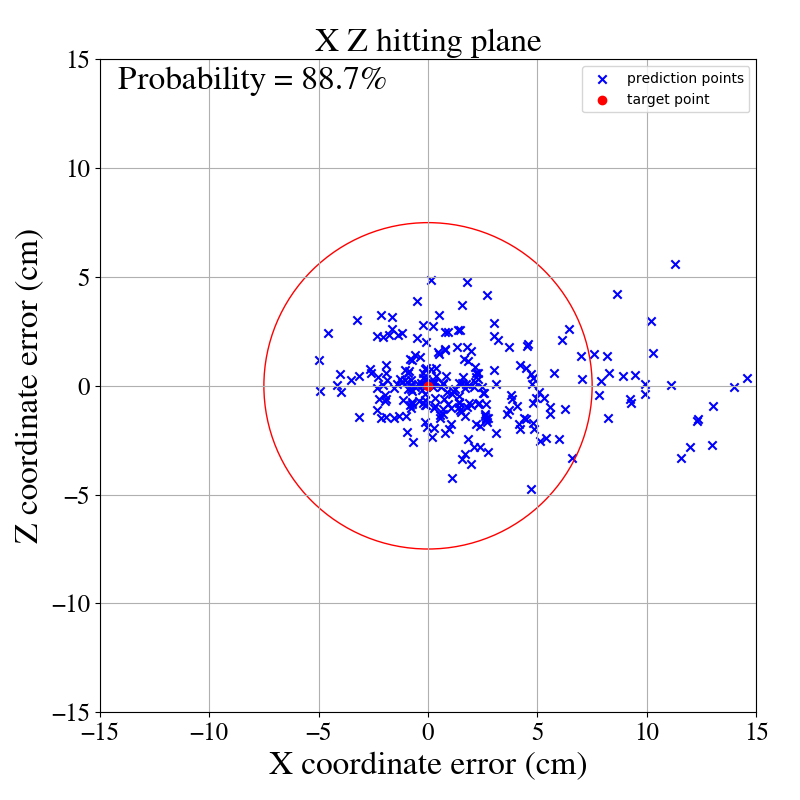 X Z hitting plane
Probability = 88.7%
prediction points
target point
15
10
5
0
−5
−10
−15
Z coordinate error (cm)
−15 −10 −5 0 5 10 15
X coordinate error (cm)